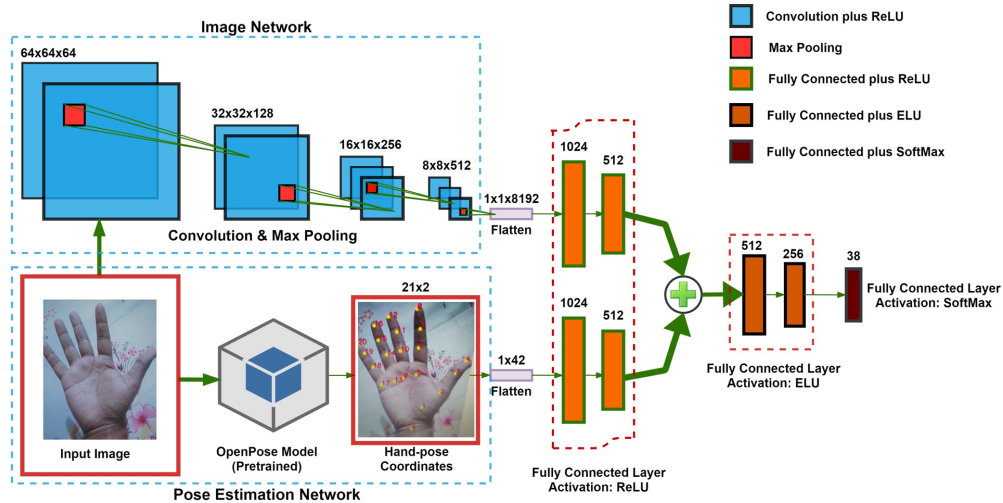 Image Network
64x64x64
32x32x128
16x16x256
8x8x512
Convolution & Max Pooling
1x1x8192
Flatten
1024
512
Convolution plus ReLU
Max Pooling
Fully Connected plus ReLU
Fully Connected plus ELU
Fully Connected plus SoftMax
Input Image
OpenPose Model
(Pretrained)
21x2
Hand-pose
Coordinates
Pose Estimation Network
1x42
Flatten
1024
512
Fully Connected Layer
Activation: ReLU
512
256
Fully Connected Layer
Activation: ELU
38
Fully Connected Layer
Activation: SoftMax